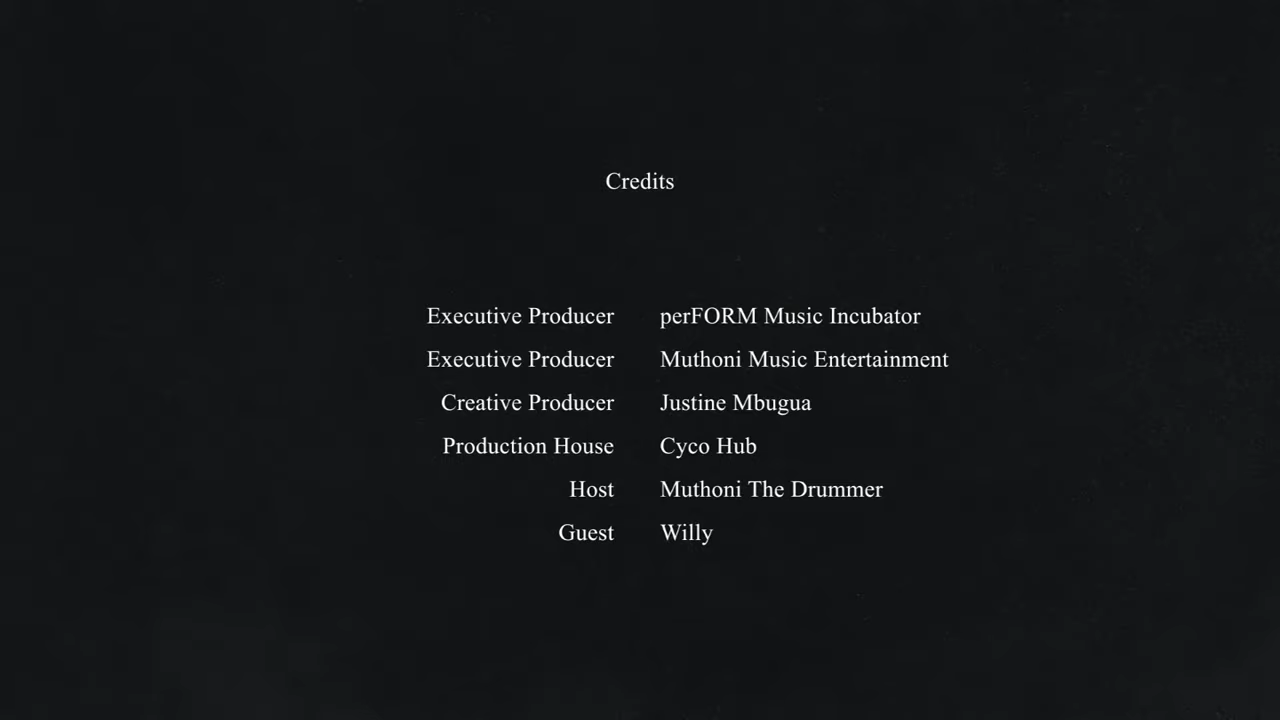 Credits
Executive Producer perFORM Music Incubator
Executive Producer Muthoni Music Entertainment
Creative Producer Justine Mbugua
Production House Cyco Hub
Host Muthoni The Drummer
Guest Willy